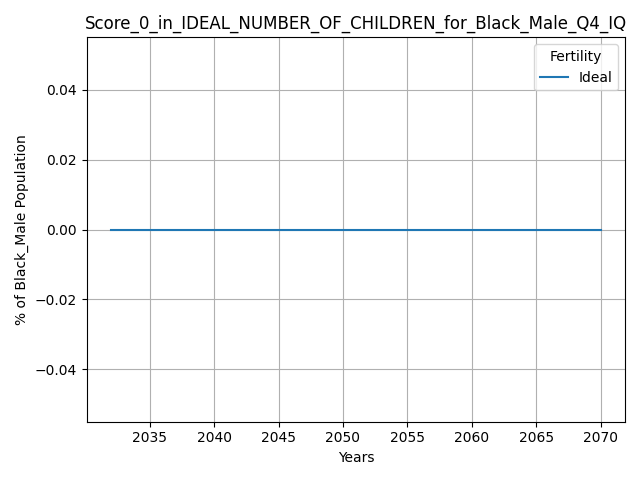 Score_0_in_IDEAL_NUMBER_OF_CHILDREN_for_Black_Male_Q4_IQ
Fertility
Ideal
% of Black_Male Population
0.04
0.02
0.00
−0.02
−0.04
2035 2040 2045 2050 2055 2060 2065 2070
Years